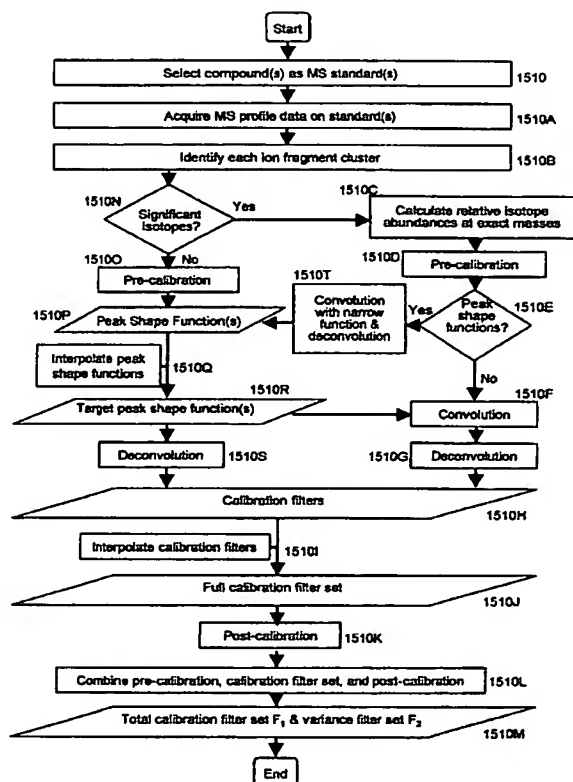 Start
Select compound(s) as MS standard(s)
1510
Acquire MS profile data on standard(s)
1510A
Identify each ion fragment cluster
1510B
1510N
Significant
isotopes?
Yes
1510C
Calculate relative isotope
abundances at exact masses
1510O
No
1510T
1510D
Pre-calibration
Pre-calibration
1510P
Peak Shape Function(s)
Convolution
with narrow
function &
deconvolution
Yes
Peak
shape
functions?
1510E
Interpolate peak
shape functions
1510Q
No
1510R
1510F
Target peak shape function(s)
Convolution
Deconvolution
1510S
1510G
Deconvolution
Calibration filters
1510H
Interpolate calibration filters
1510I
Full calibration filter set
1510J
Post-calibration
1510K
Combine pre-calibration, calibration filter set, and post-calibration
1510L
Total calibration filter set F₁ & variance filter set F₂
1510M
End